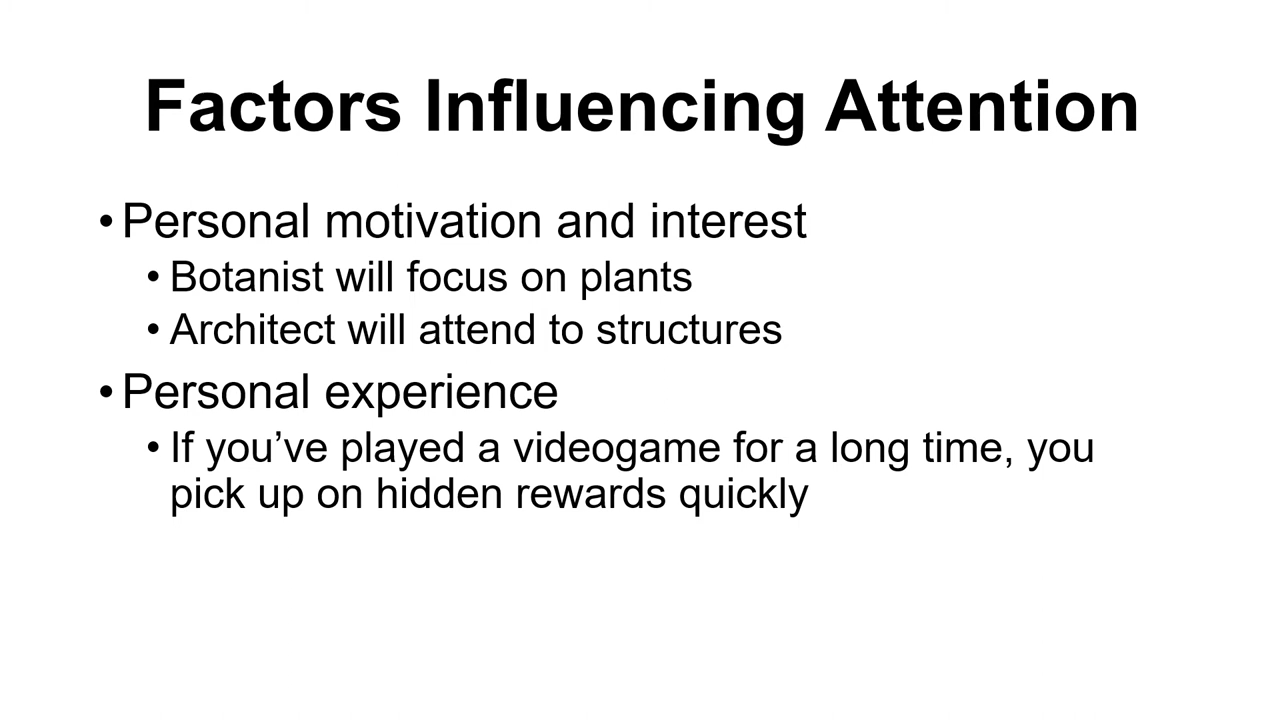 Factors Influencing Attention
•Personal motivation and interest
•Botanist will focus on plants
•Architect will attend to structures
•Personal experience
•If you’ve played a videogame for a long time, you
pick up on hidden rewards quickly